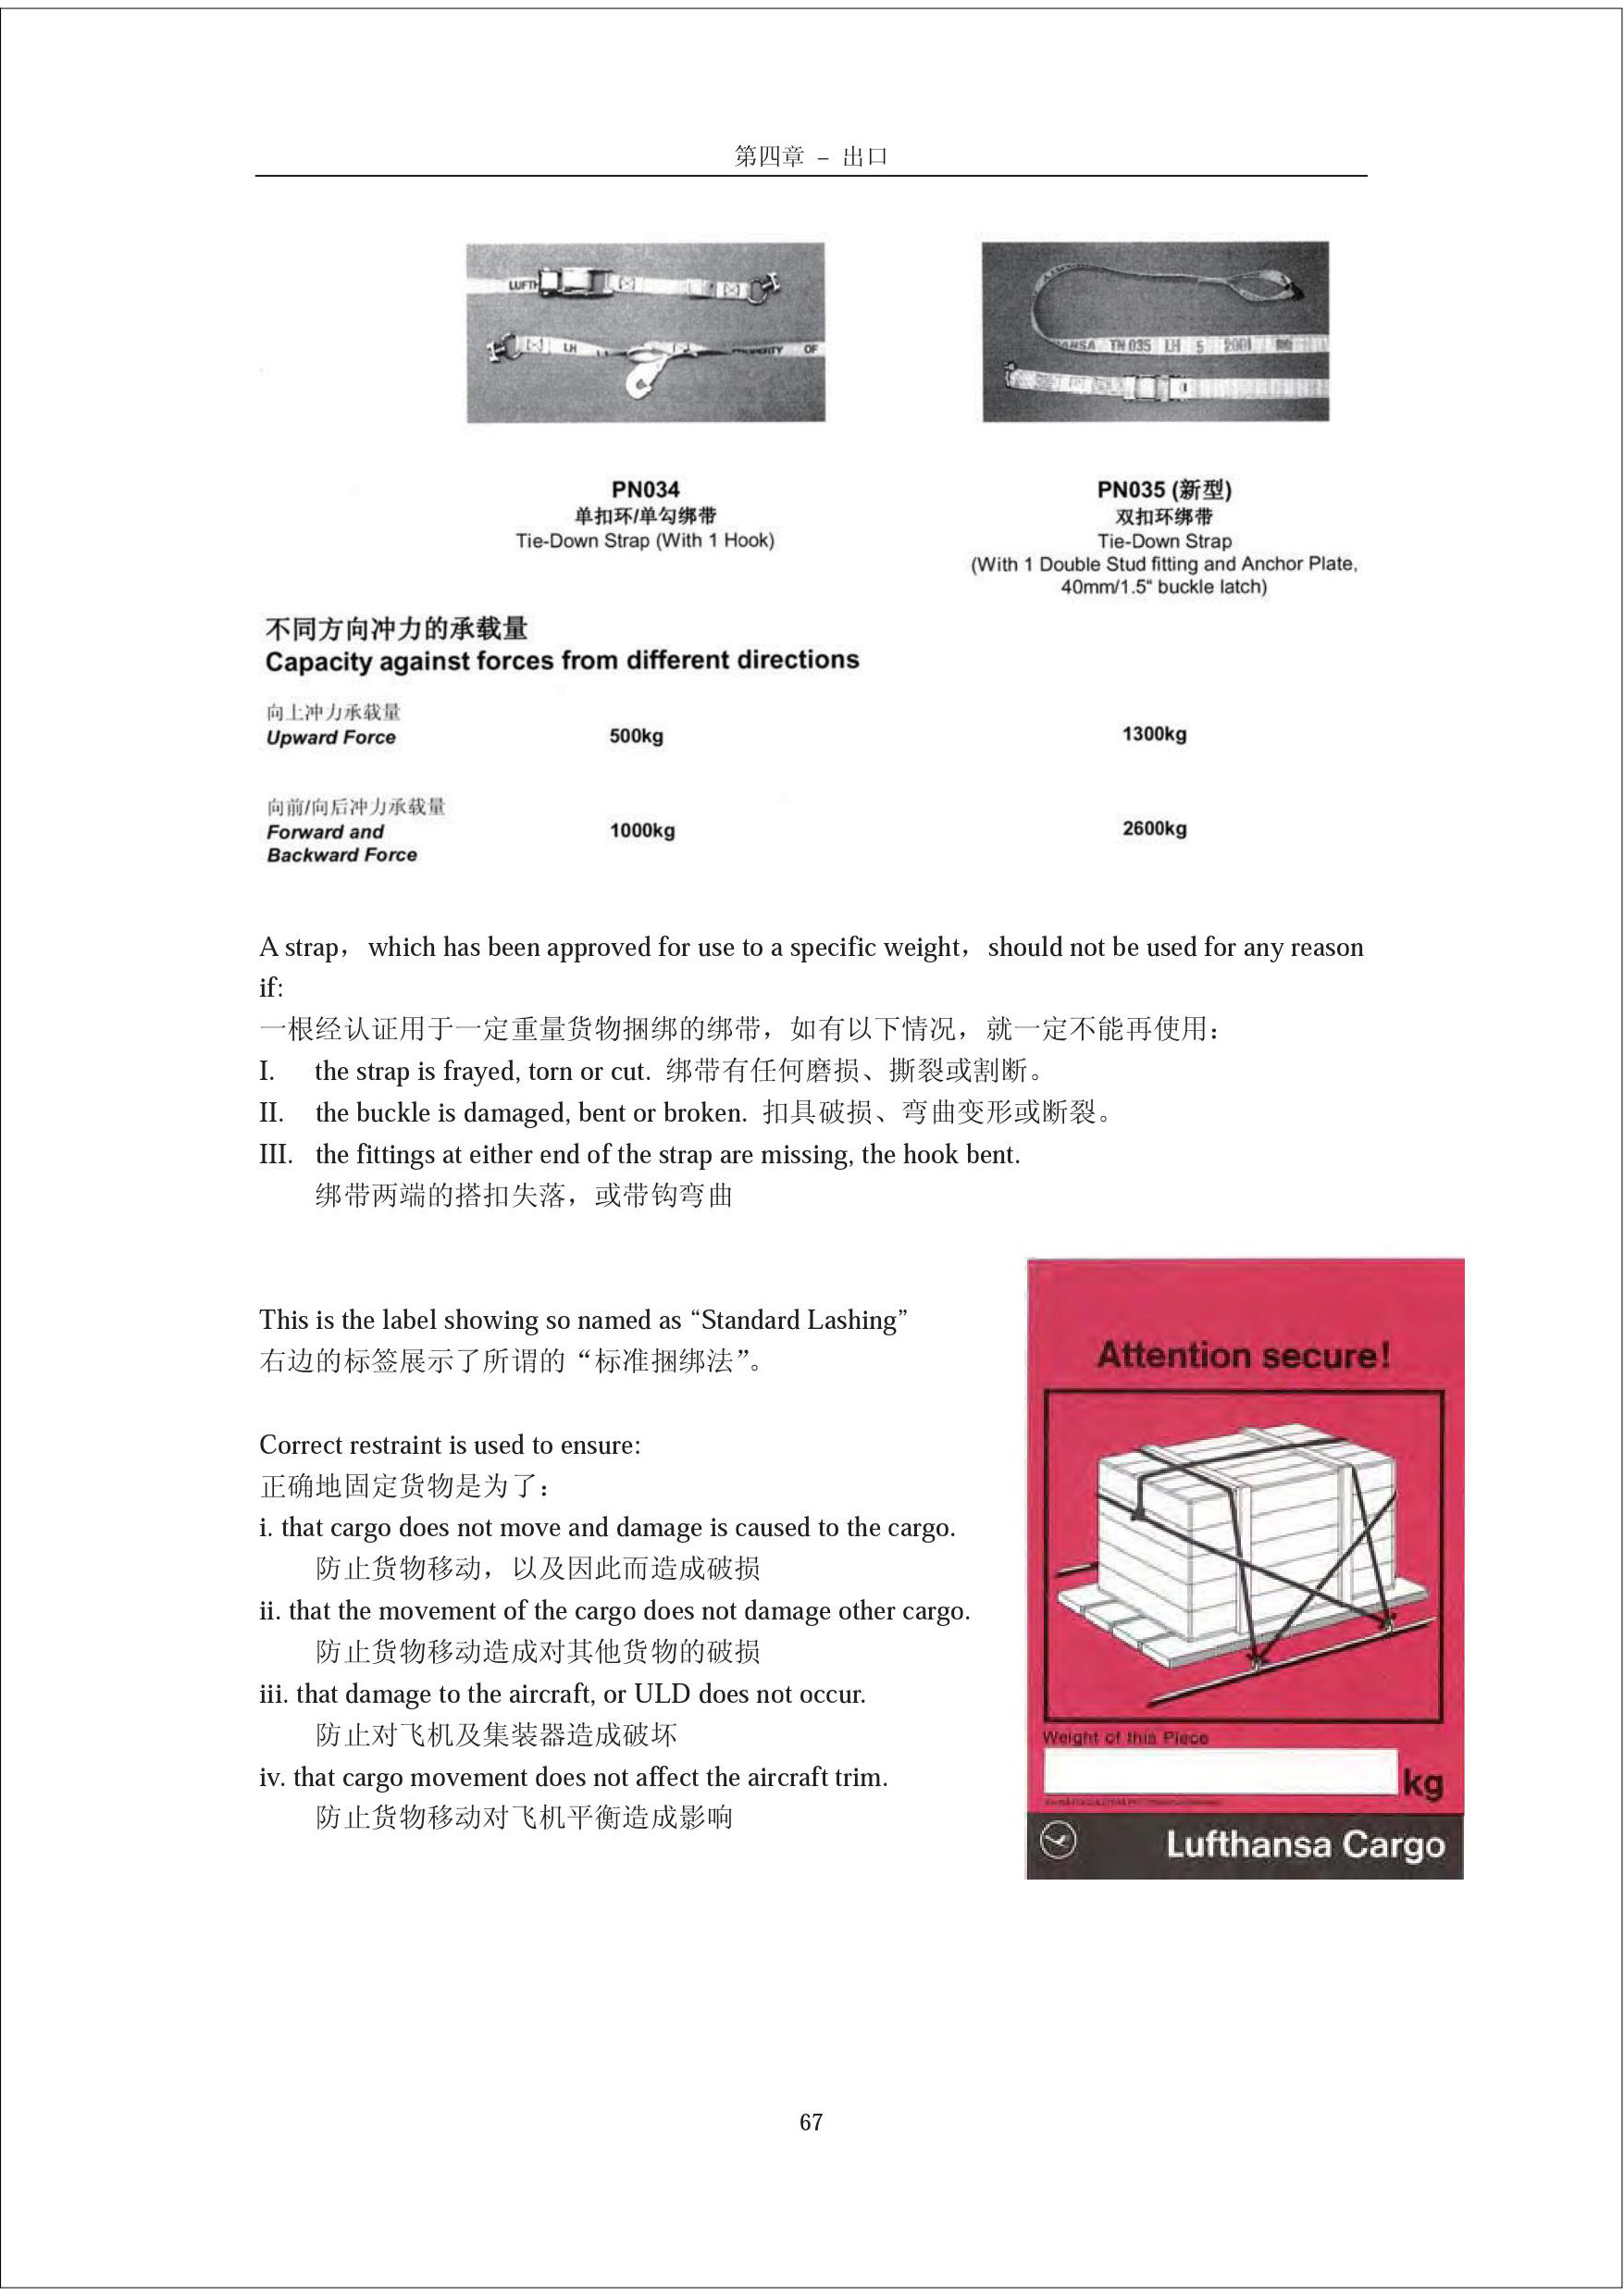 第四章 – 出口
LUFTH
LH
OF
TN 035 LH 5 2001
PN034
单扣环/单勾绑带
Tie-Down Strap (With 1 Hook)
PN035 (新型)
双扣环绑带
Tie-Down Strap
(With 1 Double Stud fitting and Anchor Plate,
40mm/1.5“ buckle latch)
不同方向冲力的承载量
Capacity against forces from different directions
向上冲力承载量
Upward Force 500kg 1300kg
向前/向后冲力承载量
Forward and 1000kg 2600kg
Backward Force
A strap，which has been approved for use to a specific weight，should not be used for any reason
if:
一根经认证用于一定重量货物捆绑的绑带，如有以下情况，就一定不能再使用：
I. the strap is frayed, torn or cut. 绑带有任何磨损、撕裂或割断。
II. the buckle is damaged, bent or broken. 扣具破损、弯曲变形或断裂。
III. the fittings at either end of the strap are missing, the hook bent.
绑带两端的搭扣失落，或带钩弯曲
This is the label showing so named as “Standard Lashing”
右边的标签展示了所谓的“标准捆绑法”。
Correct restraint is used to ensure:
正确地固定货物是为了：
i. that cargo does not move and damage is caused to the cargo.
防止货物移动，以及因此而造成破损
ii. that the movement of the cargo does not damage other cargo.
防止货物移动造成对其他货物的破损
iii. that damage to the aircraft, or ULD does not occur.
防止对飞机及集装器造成破坏
iv. that cargo movement does not affect the aircraft trim.
防止货物移动对飞机平衡造成影响
Attention secure!
Weight of this Piece
kg
Lufthansa Cargo
67